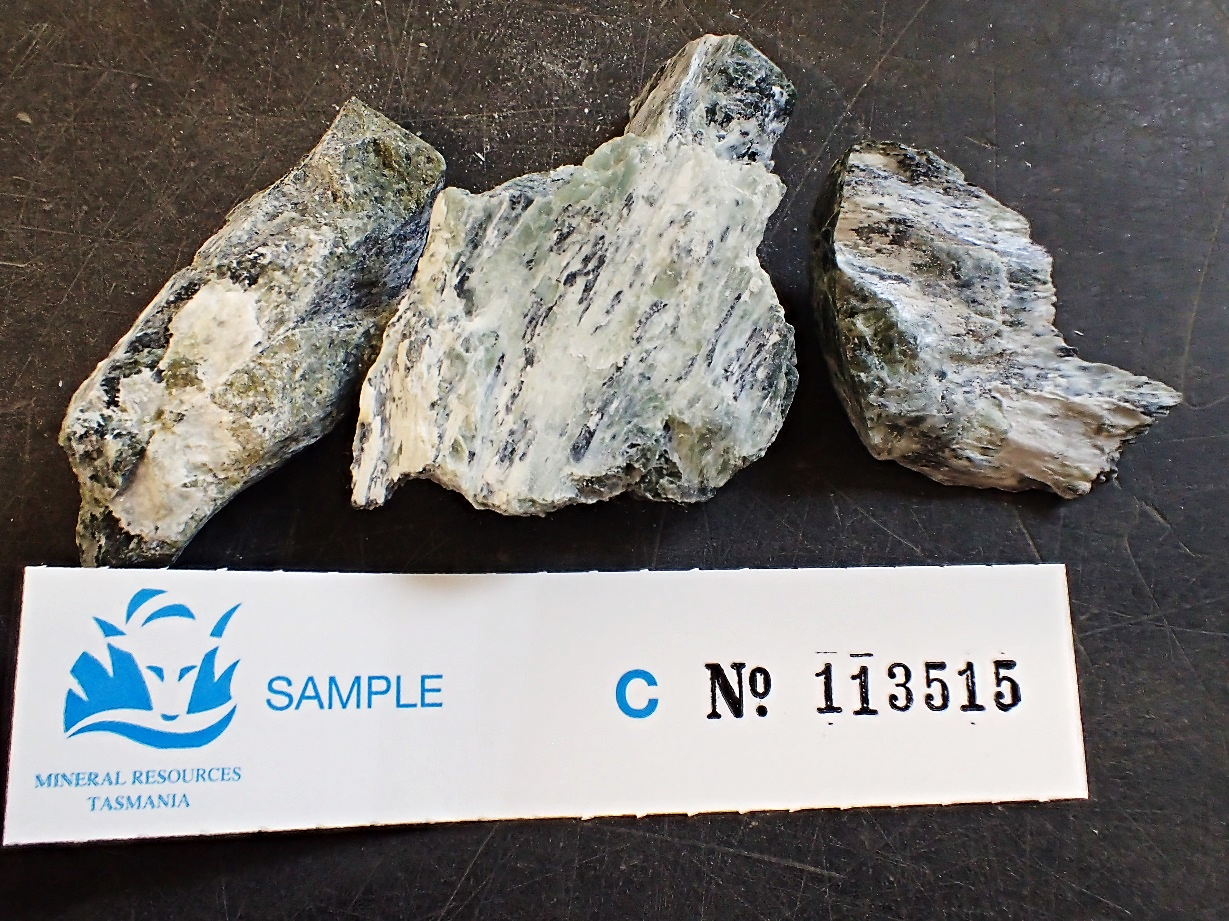 SAMPLE C Nº 113515
MINERAL RESOURCES
TASMANIA